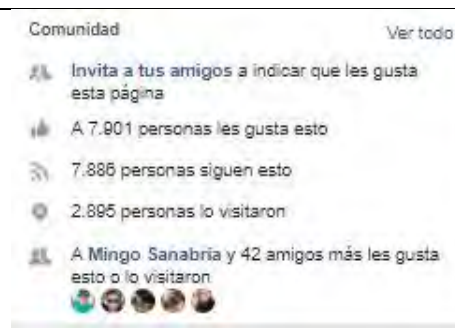 Comunidad Ver todo
Invita a tus amigos a indicar que les gusta
esta página
A 7.901 personas les gusta esto
7.886 personas siguen esto
2.895 personas lo visitaron
A Mingo Sanabria y 42 amigos más les gusta
esto o lo visitaron